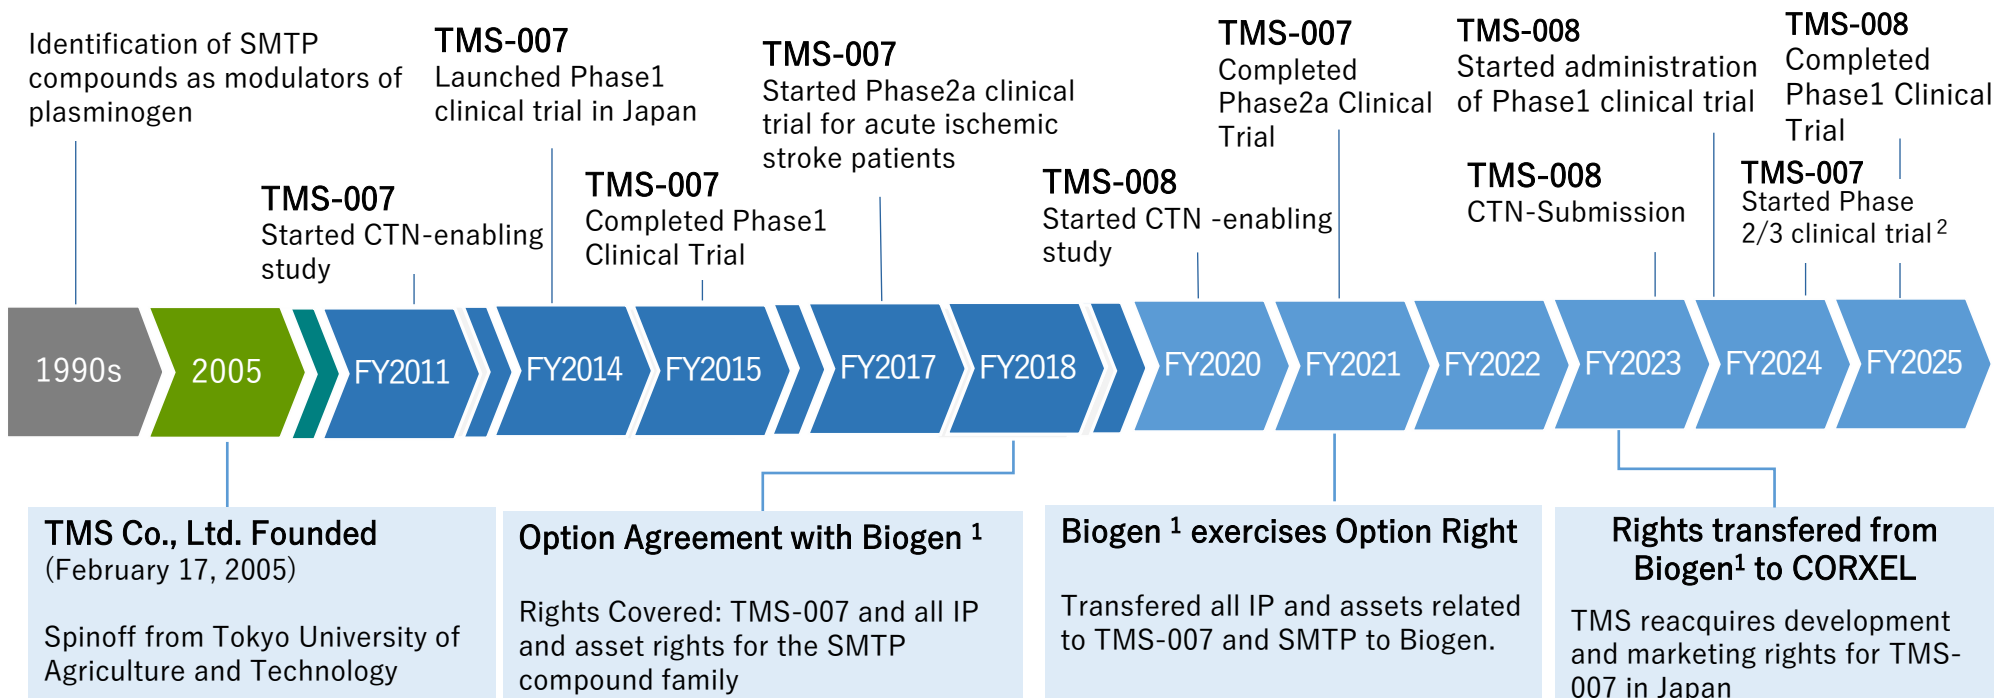 Identification of SMTP
compounds as modulators of
plasminogen
TMS-007
Launched Phase1
clinical trial in Japan
TMS-007
Started Phase2a clinical
trial for acute ischemic
stroke patients
TMS-007
Completed
Phase2a Clinical
Trial
TMS-008
Started administration
of Phase1 clinical trial
TMS-008
Completed
Phase1 Clinical
Trial
TMS-007
Started CTN-enabling
study
TMS-007
Completed Phase1
Clinical Trial
TMS-008
Started CTN -enabling
study
TMS-008
CTN-Submission
TMS-007
Started Phase
2/3 clinical trial 2
1990s
2005
FY2011
FY2014
FY2015
FY2017
FY2018
FY2020
FY2021
FY2022
FY2023
FY2024
FY2025
TMS Co., Ltd. Founded
(February 17, 2005)
Spinoff from Tokyo University of
Agriculture and Technology
Option Agreement with Biogen 1
Rights Covered: TMS-007 and all IP
and asset rights for the SMTP
compound family
Biogen 1 exercises Option Right
Transfered all IP and assets related
to TMS-007 and SMTP to Biogen.
Rights transfered from
Biogen1 to CORXEL
TMS reacquires development
and marketing rights for TMS-
007 in Japan